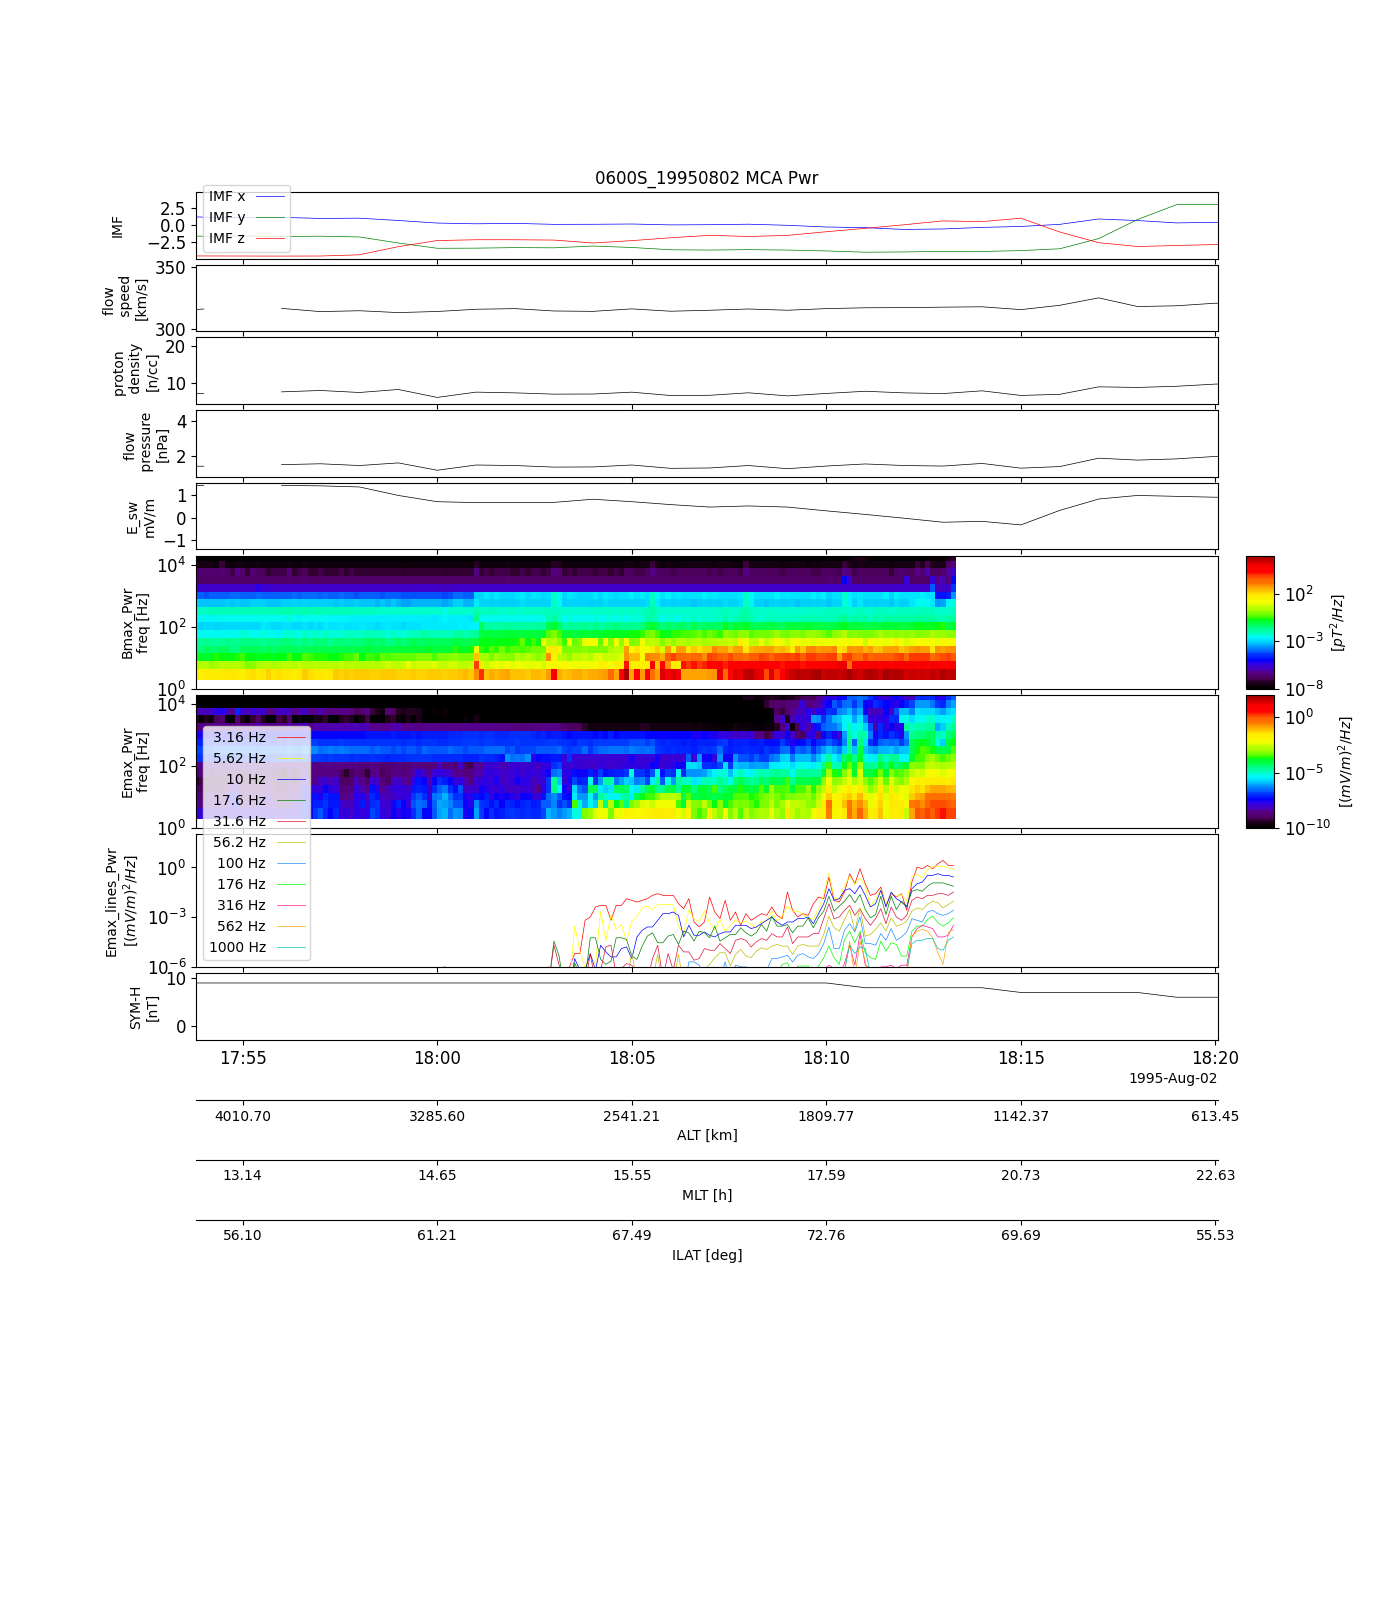 0600S_19950802 MCA Pwr
IMF x
IMF y
IMF z
IMF
2.5
0.0
−2.5
flow
speed
[km/s]
350
300
proton
density
[n/cc]
20
10
flow
pressure
[nPa]
4
2
E_sw
mV/m
1
0
−1
Bmax_Pwr
freq [Hz]
10^4
10^2
10^0
10^2
10^−3
10^−8
[pT^2/Hz]
Emax_Pwr
freq [Hz]
10^4
10^2
10^0
10^0
10^−5
10^−10
[(mV/m)^2/Hz]
3.16 Hz
5.62 Hz
10 Hz
17.6 Hz
31.6 Hz
56.2 Hz
100 Hz
176 Hz
316 Hz
562 Hz
1000 Hz
Emax_lines_Pwr
[(mV/m)^2/Hz]
10^0
10^−3
10^−6
SYM-H
[nT]
10
0
17:55 18:00 18:05 18:10 18:15 18:20
1995-Aug-02
4010.70 3285.60 2541.21 1809.77 1142.37 613.45
ALT [km]
13.14 14.65 15.55 17.59 20.73 22.63
MLT [h]
56.10 61.21 67.49 72.76 69.69 55.53
ILAT [deg]